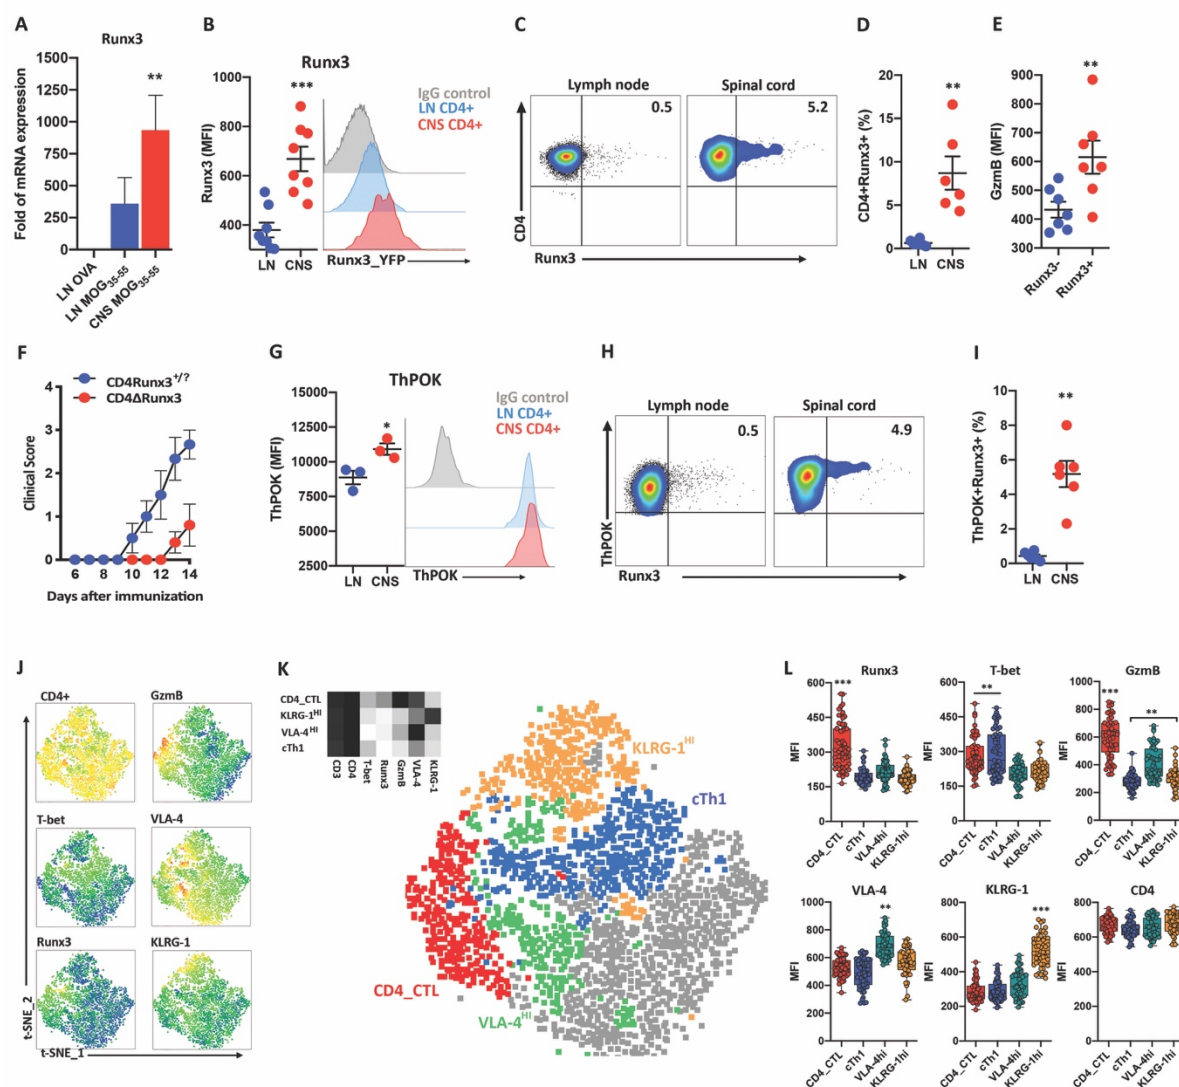 A
Runx3
Fold of mRNA expression
1500
1250
1000
750
500
250
0
**
LN OVA
LN MOG35-55
CNS MOG35-55
B
Runx3
Runx3 (MFI)
1000
800
600
400
***
LN
CNS
IgG control
LN CD4+
CNS CD4+
Runx3_YFP
C
Lymph node
0.5
Spinal cord
5.2
CD4
Runx3
D
CD4+Runx3+ (%)
20
15
10
5
0
**
LN
CNS
E
GzmB (MFI)
900
800
700
600
500
400
300
**
Runx3-
Runx3+
F
CD4Runx3+/?
CD4ΔRunx3
Clinical Score
4
3
2
1
0
6
8
10
12
14
Days after immunization
G
ThPOK
ThPOK (MFI)
15000
12500
10000
7500
5000
2500
*
LN
CNS
IgG control
LN CD4+
CNS CD4+
ThPOK
H
Lymph node
0.5
Spinal cord
4.9
ThPOK
Runx3
I
ThPOK+Runx3+ (%)
10
8
6
4
2
0
**
LN
CNS
J
CD4+
GzmB
T-bet
VLA-4
Runx3
KLRG-1
t-SNE_2
t-SNE_1
K
CD4_CTL
KLRG-1HI
VLA-4HI
cTh1
CD3
CD4
T-bet
Runx3
GzmB
VLA-4
KLRG-1
KLRG-1HI
cTh1
CD4_CTL
VLA-4HI
L
Runx3
MFI
600
450
300
150
0
***
CD4_CTL
cTh1
VLA-4hi
KLRG-1hi
T-bet
MFI
600
450
300
150
0
**
CD4_CTL
cTh1
VLA-4hi
KLRG-1hi
GzmB
MFI
1000
800
600
400
200
0
***
**
CD4_CTL
cTh1
VLA-4hi
KLRG-1hi
VLA-4
MFI
1000
800
600
400
200
0
**
CD4_CTL
cTh1
VLA-4hi
KLRG-1hi
KLRG-1
MFI
800
600
400
200
0
***
CD4_CTL
cTh1
VLA-4hi
KLRG-1hi
CD4
MFI
800
600
400
200
0
CD4_CTL
cTh1
VLA-4hi
KLRG-1hi